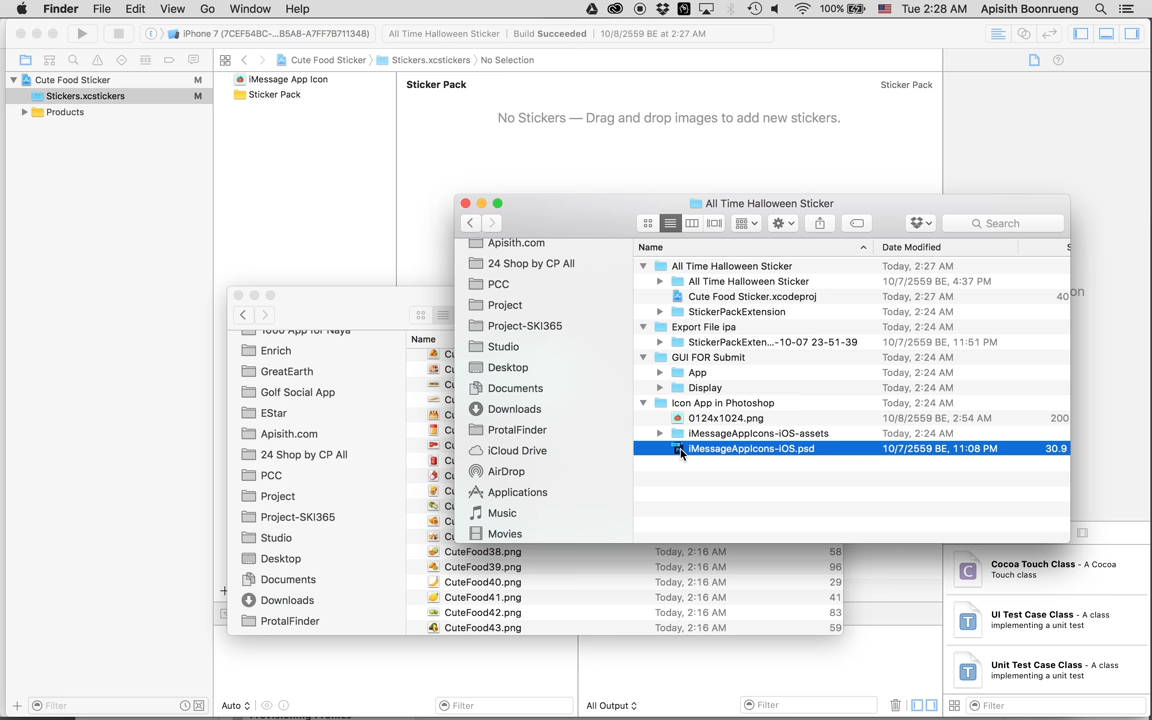 Finder File Edit View Go Window Help 100% Tue 2:28 AM Apisith Boonrueng
iPhone 7 (7CEF54BC-...B5A8-A7FF7B711348) All Time Halloween Sticker Build Succeeded 10/8/2559 BE at 2:27 AM
Cute Food Sticker M
Stickers.xcstickers M
Products
Cute Food Sticker Stickers.xcstickers No Selection
iMessage App Icon
Sticker Pack
Sticker Pack Sticker Pack
No Stickers — Drag and drop images to add new stickers.
All Time Halloween Sticker
Search
Apisith.com
24 Shop by CP All
PCC
Project
Project-SKI365
Studio
Desktop
Documents
Downloads
ProtalFinder
iCloud Drive
AirDrop
Applications
Music
Movies
Name Date Modified S
All Time Halloween Sticker Today, 2:27 AM
All Time Halloween Sticker 10/7/2559 BE, 4:37 PM
Cute Food Sticker.xcodeproj Today, 2:27 AM 40
StickerPackExtension Today, 2:24 AM
Export File ipa Today, 2:24 AM
StickerPackExten...-10-07 23-51-39 10/7/2559 BE, 11:51 PM
GUI FOR Submit Today, 2:24 AM
App Today, 2:24 AM
Display Today, 2:24 AM
Icon App in Photoshop Today, 2:24 AM
0124x1024.png 10/8/2559 BE, 2:54 AM 200
iMessageAppIcons-iOS-assets Today, 2:24 AM
iMessageAppIcons-iOS.psd 10/7/2559 BE, 11:08 PM 30.9
on
1000 App for Naya
Enrich
GreatEarth
Golf Social App
EStar
Apisith.com
24 Shop by CP All
PCC
Project
Project-SKI365
Studio
Desktop
Documents
Downloads
ProtalFinder
Name
CuteFood38.png Today, 2:16 AM 58
CuteFood39.png Today, 2:16 AM 96
CuteFood40.png Today, 2:16 AM 29
CuteFood41.png Today, 2:16 AM 41
CuteFood42.png Today, 2:16 AM 83
CuteFood43.png Today, 2:16 AM 59
Cocoa Touch Class - A Cocoa
Touch class
UI Test Case Class - A class
implementing a unit test
Unit Test Case Class - A class
implementing a unit test
Filter Auto Filter All Output Filter Filter